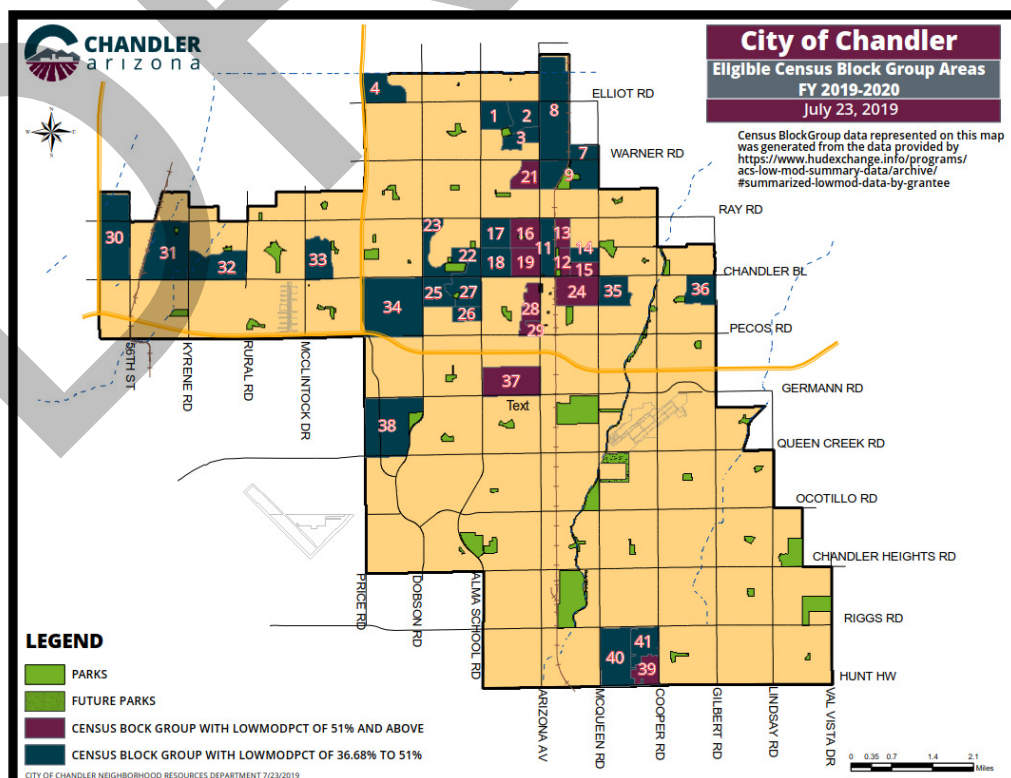 CHANDLER
arizona
City of Chandler
Eligible Census Block Group Areas
FY 2019-2020
July 23, 2019
Census BlockGroup data represented on this map
was generated from the data provided by
https://www.hudexchange.info/programs/
acs-low-mod-summary-data/archive/
#summarized-lowmod-data-by-grantee
N
W
E
S
ELLIOT RD
WARNER RD
RAY RD
CHANDLER BL
PECOS RD
GERMANN RD
QUEEN CREEK RD
OCOTILLO RD
CHANDLER HEIGHTS RD
RIGGS RD
HUNT HW
4
1
2
8
3
7
21
9
30
31
32
33
23
17
16
13
11
14
22
18
19
12
15
34
25
27
24
35
36
26
28
29
37
Text
38
40
41
39
56TH ST
KYRENE RD
RURAL RD
MCCLINTOCK DR
PRICE RD
DOBSON RD
ALMA SCHOOL RD
ARIZONA AV
MCQUEEN RD
COOPER RD
GILBERT RD
LINDSAY RD
VAL VISTA DR
LEGEND
PARKS
FUTURE PARKS
CENSUS BOCK GROUP WITH LOWMODPCT OF 51% AND ABOVE
CENSUS BLOCK GROUP WITH LOWMODPCT OF 36.68% TO 51%
CITY OF CHANDLER NEIGHBORHOOD RESOURCES DEPARTMENT 7/23/2019
0 0.35 0.7 1.4 2.1
Miles